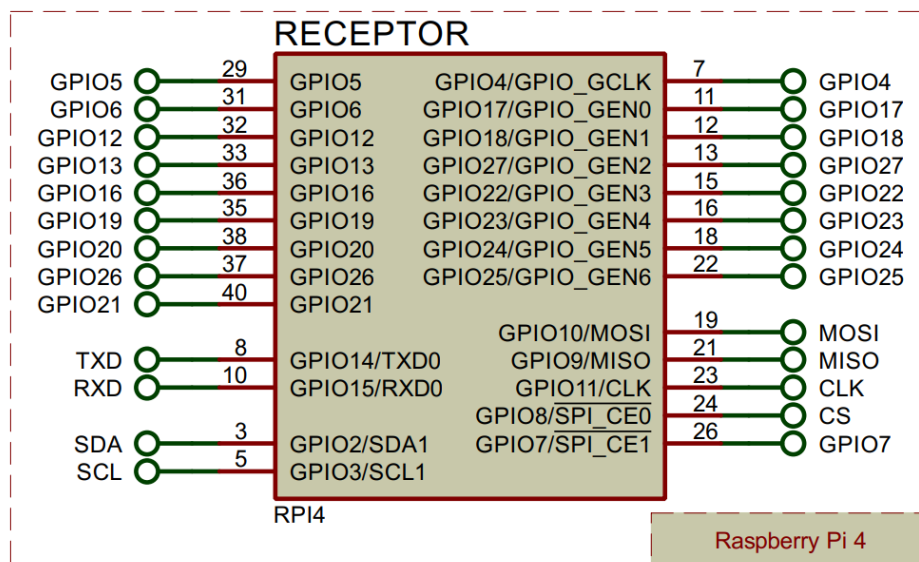 RECEPTOR
GPIO5 29 GPIO5 GPIO4/GPIO_GCLK 7 GPIO4
GPIO6 31 GPIO6 GPIO17/GPIO_GEN0 11 GPIO17
GPIO12 32 GPIO12 GPIO18/GPIO_GEN1 12 GPIO18
GPIO13 33 GPIO13 GPIO27/GPIO_GEN2 13 GPIO27
GPIO16 36 GPIO16 GPIO22/GPIO_GEN3 15 GPIO22
GPIO19 35 GPIO19 GPIO23/GPIO_GEN4 16 GPIO23
GPIO20 38 GPIO20 GPIO24/GPIO_GEN5 18 GPIO24
GPIO26 37 GPIO26 GPIO25/GPIO_GEN6 22 GPIO25
GPIO21 40 GPIO21
GPIO10/MOSI 19 MOSI
TXD 8 GPIO14/TXD0 GPIO9/MISO 21 MISO
RXD 10 GPIO15/RXD0 GPIO11/CLK 23 CLK
GPIO8/SPI_CE0 24 CS
SDA 3 GPIO2/SDA1 GPIO7/SPI_CE1 26 GPIO7
SCL 5 GPIO3/SCL1
RPI4
Raspberry Pi 4